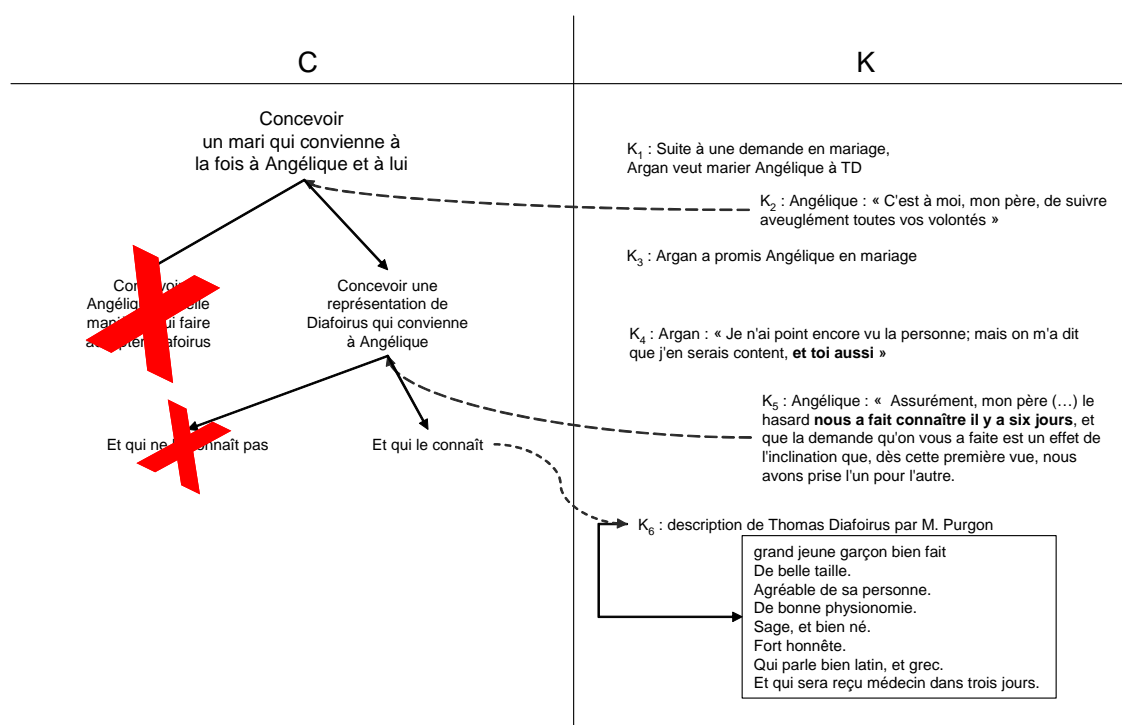 C
K
Concevoir
un mari qui convienne à
la fois à Angélique et à lui
K1 : Suite à une demande en mariage,
Argan veut marier Angélique à TD
K2 : Angélique : « C'est à moi, mon père, de suivre
aveuglément toutes vos volontés »
K3 : Argan a promis Angélique en mariage
Concevoir une
représentation de
Diafoirus qui convienne
à Angélique
K4 : Argan : « Je n'ai point encore vu la personne; mais on m'a dit
que j'en serais content, et toi aussi »
K5 : Angélique : « Assurément, mon père (…) le
hasard nous a fait connaître il y a six jours, et
que la demande qu'on vous a faite est un effet de
l'inclination que, dès cette première vue, nous
avons prise l'un pour l'autre.
Et qui ne connaît pas
Et qui le connaît
K6 : description de Thomas Diafoirus par M. Purgon
grand jeune garçon bien fait
De belle taille.
Agréable de sa personne.
De bonne physionomie.
Sage, et bien né.
Fort honnête.
Qui parle bien latin, et grec.
Et qui sera reçu médecin dans trois jours.